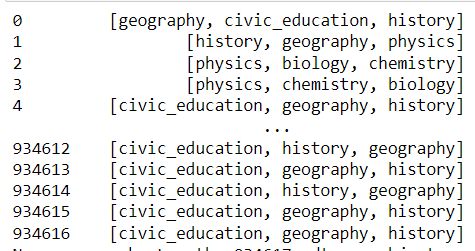 0 [geography, civic_education, history]
1 [history, geography, physics]
2 [physics, biology, chemistry]
3 [physics, chemistry, biology]
4 [civic_education, geography, history]
...
934612 [civic_education, history, geography]
934613 [civic_education, geography, history]
934614 [civic_education, history, geography]
934615 [civic_education, geography, history]
934616 [civic_education, geography, history]